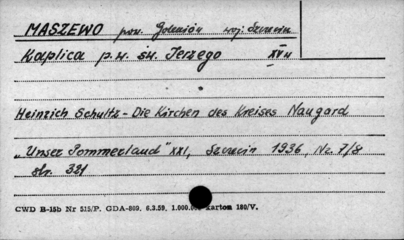 MASZEWO pow. Goleniów woj. Szczecin
Kaplica p.w. św. Jerzego XV w
Heinrich Schultz - Die Kirchen des Kreises Naugard
„Unser Pommerland" XXI, Szczecin 1936, Nr. 7/8
str. 331
CWD B-15b Nr 515/P. GDA-809. 6.3.59. 1.000.00 karton 180/V.